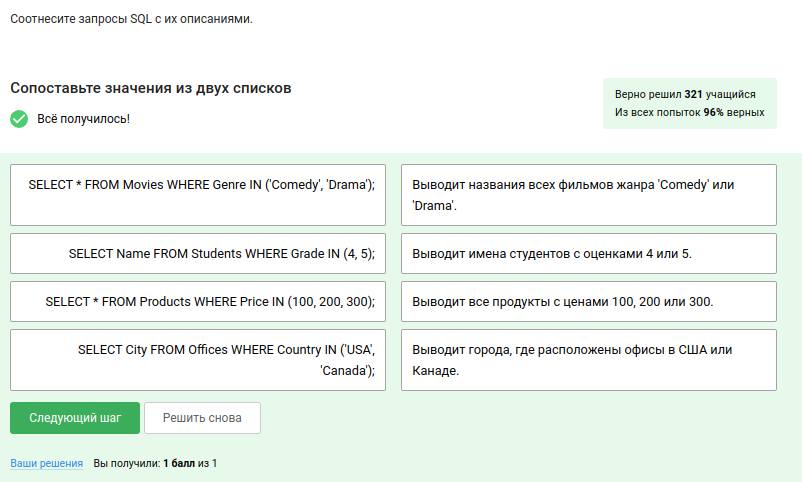 Соотнесите запросы SQL с их описаниями.
Сопоставьте значения из двух списков
Верно решил 321 учащийся
Из всех попыток 96% верных
Всё получилось!
SELECT * FROM Movies WHERE Genre IN ('Comedy', 'Drama');
Выводит названия всех фильмов жанра 'Comedy' или
'Drama'.
SELECT Name FROM Students WHERE Grade IN (4, 5);
Выводит имена студентов с оценками 4 или 5.
SELECT * FROM Products WHERE Price IN (100, 200, 300);
Выводит все продукты с ценами 100, 200 или 300.
SELECT City FROM Offices WHERE Country IN ('USA',
'Canada');
Выводит города, где расположены офисы в США или
Канаде.
Следующий шаг
Решить снова
Ваши решения
Вы получили: 1 балл из 1